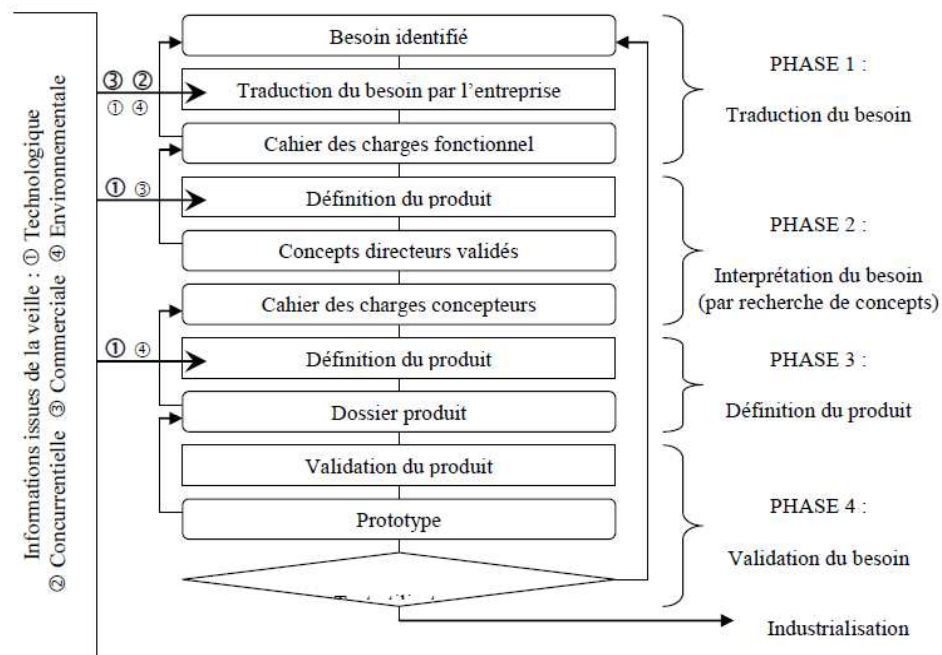 Informations issues de la veille : ① Technologique
② Concurrentielle ③ Commerciale ④ Environnementale
③ ②
① ④
① ③
① ④
Besoin identifié
Traduction du besoin par l'entreprise
Cahier des charges fonctionnel
Définition du produit
Concepts directeurs validés
Cahier des charges concepteurs
Définition du produit
Dossier produit
Validation du produit
Prototype
PHASE 1 :
Traduction du besoin
PHASE 2 :
Interprétation du besoin
(par recherche de concepts)
PHASE 3 :
Définition du produit
PHASE 4 :
Validation du besoin
Industrialisation